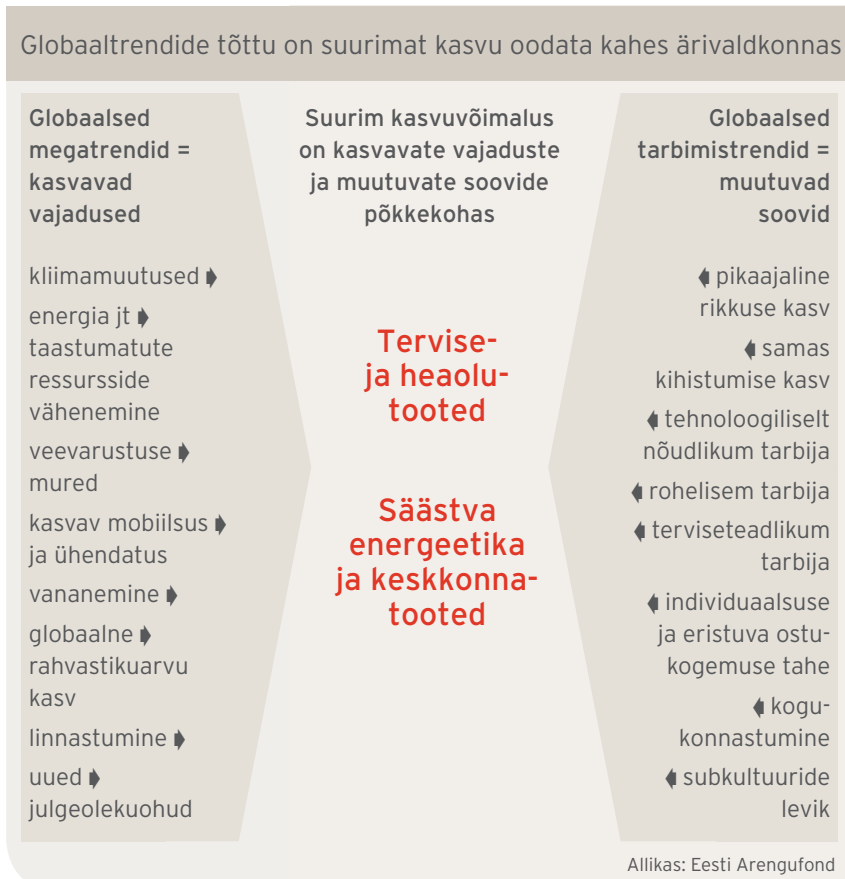 Globaaltrendide tõttu on suurimat kasvu oodata kahes ärivaldkonnas
Globaalsed
megatrendid =
kasvavad
vajadused
kliimamuutused
energia jt
taastumatute
ressursside
vähenemine
veevarustuse
mured
kasvav mobiilsus
ja ühendatus
vananemine
globaalne
rahvastikuarvu
kasv
linnastumine
uued
julgeolekuohud
Suurim kasvuvõimalus
on kasvavate vajaduste
ja muutuvate soovide
põkkekohas
Tervise-
ja heaolu-
tooted
Säästva
energeetika
ja keskkonna-
tooted
Globaalsed
tarbimistrendid =
muutuvad
soovid
pikaajaline
rikkuse kasv
samas
kihistumise kasv
tehnoloogiliselt
nõudlikum tarbija
rohelisem tarbija
terviseteadlikum
tarbija
individuaalsuse
ja eristuva ostu-
kogemuse tahe
kogu-
konnastumine
subkultuuride
levik
Allikas: Eesti Arengufond